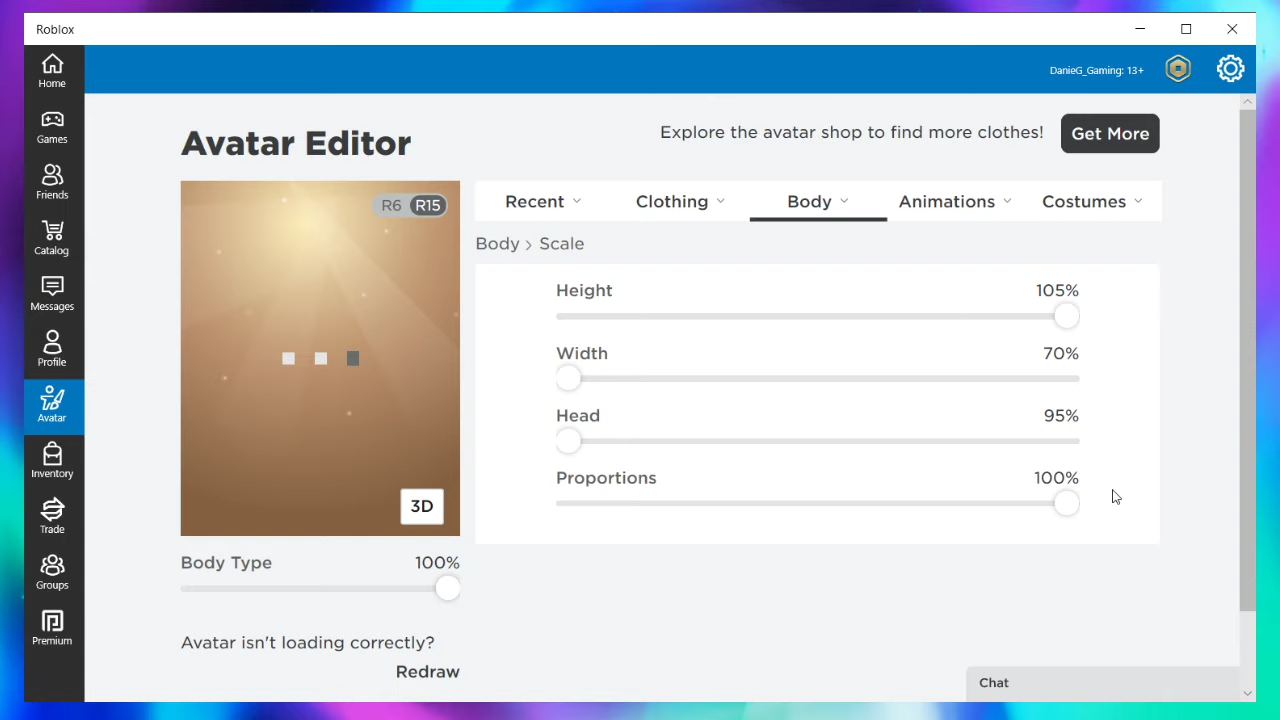 Roblox
DanieG_Gaming: 13+
Home
Games
Friends
Catalog
Messages
Profile
Avatar
Inventory
Trade
Groups
Premium
Avatar Editor
Explore the avatar shop to find more clothes!
Get More
R6 R15
3D
Body Type 100%
Avatar isn't loading correctly?
Redraw
Recent Clothing Body Animations Costumes
Body > Scale
Height 105%
Width 70%
Head 95%
Proportions 100%
Chat